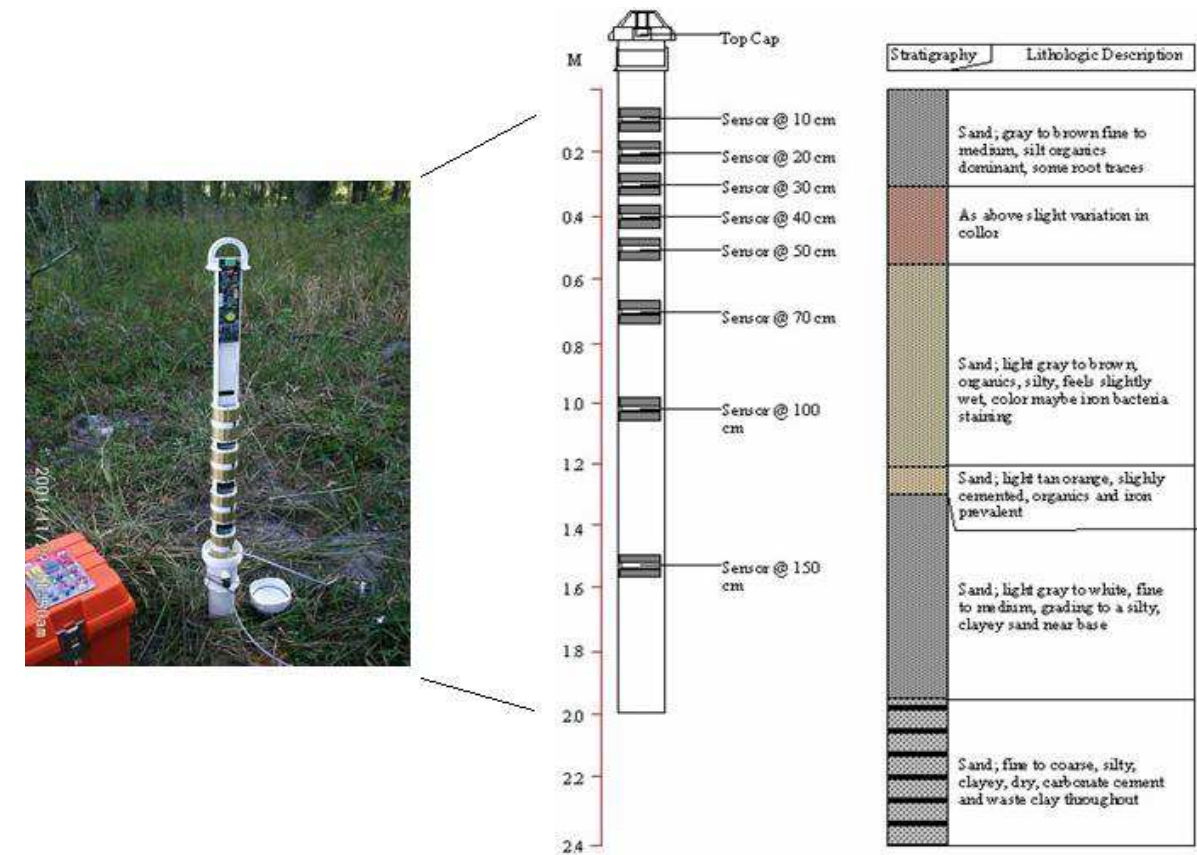 Top Cap
M
Stratigraphy
Lithologic Description
Sensor @ 10 cm
0.2
Sensor @ 20 cm
Sensor @ 30 cm
0.4
Sensor @ 40 cm
Sensor @ 50 cm
0.6
Sensor @ 70 cm
0.8
1.0
Sensor @ 100
cm
1.2
1.4
Sensor @ 150
cm
1.6
1.8
2.0
2.2
2.4
Sand; gray to brown fine to
medium, silt organics
dominant, some root traces
As above slight variation in
collor
Sand; light gray to brown,
organics, silty, feels slightly
wet, color maybe iron bacteria
staining
Sand; light tan orange, slighly
cemented, organics and iron
prevalent
Sand; light gray to white, fine
to medium, grading to a silty,
clayey sand near base
Sand; fine to coarse, silty,
clayey, dry, carbonate cement
and waste clay throughout